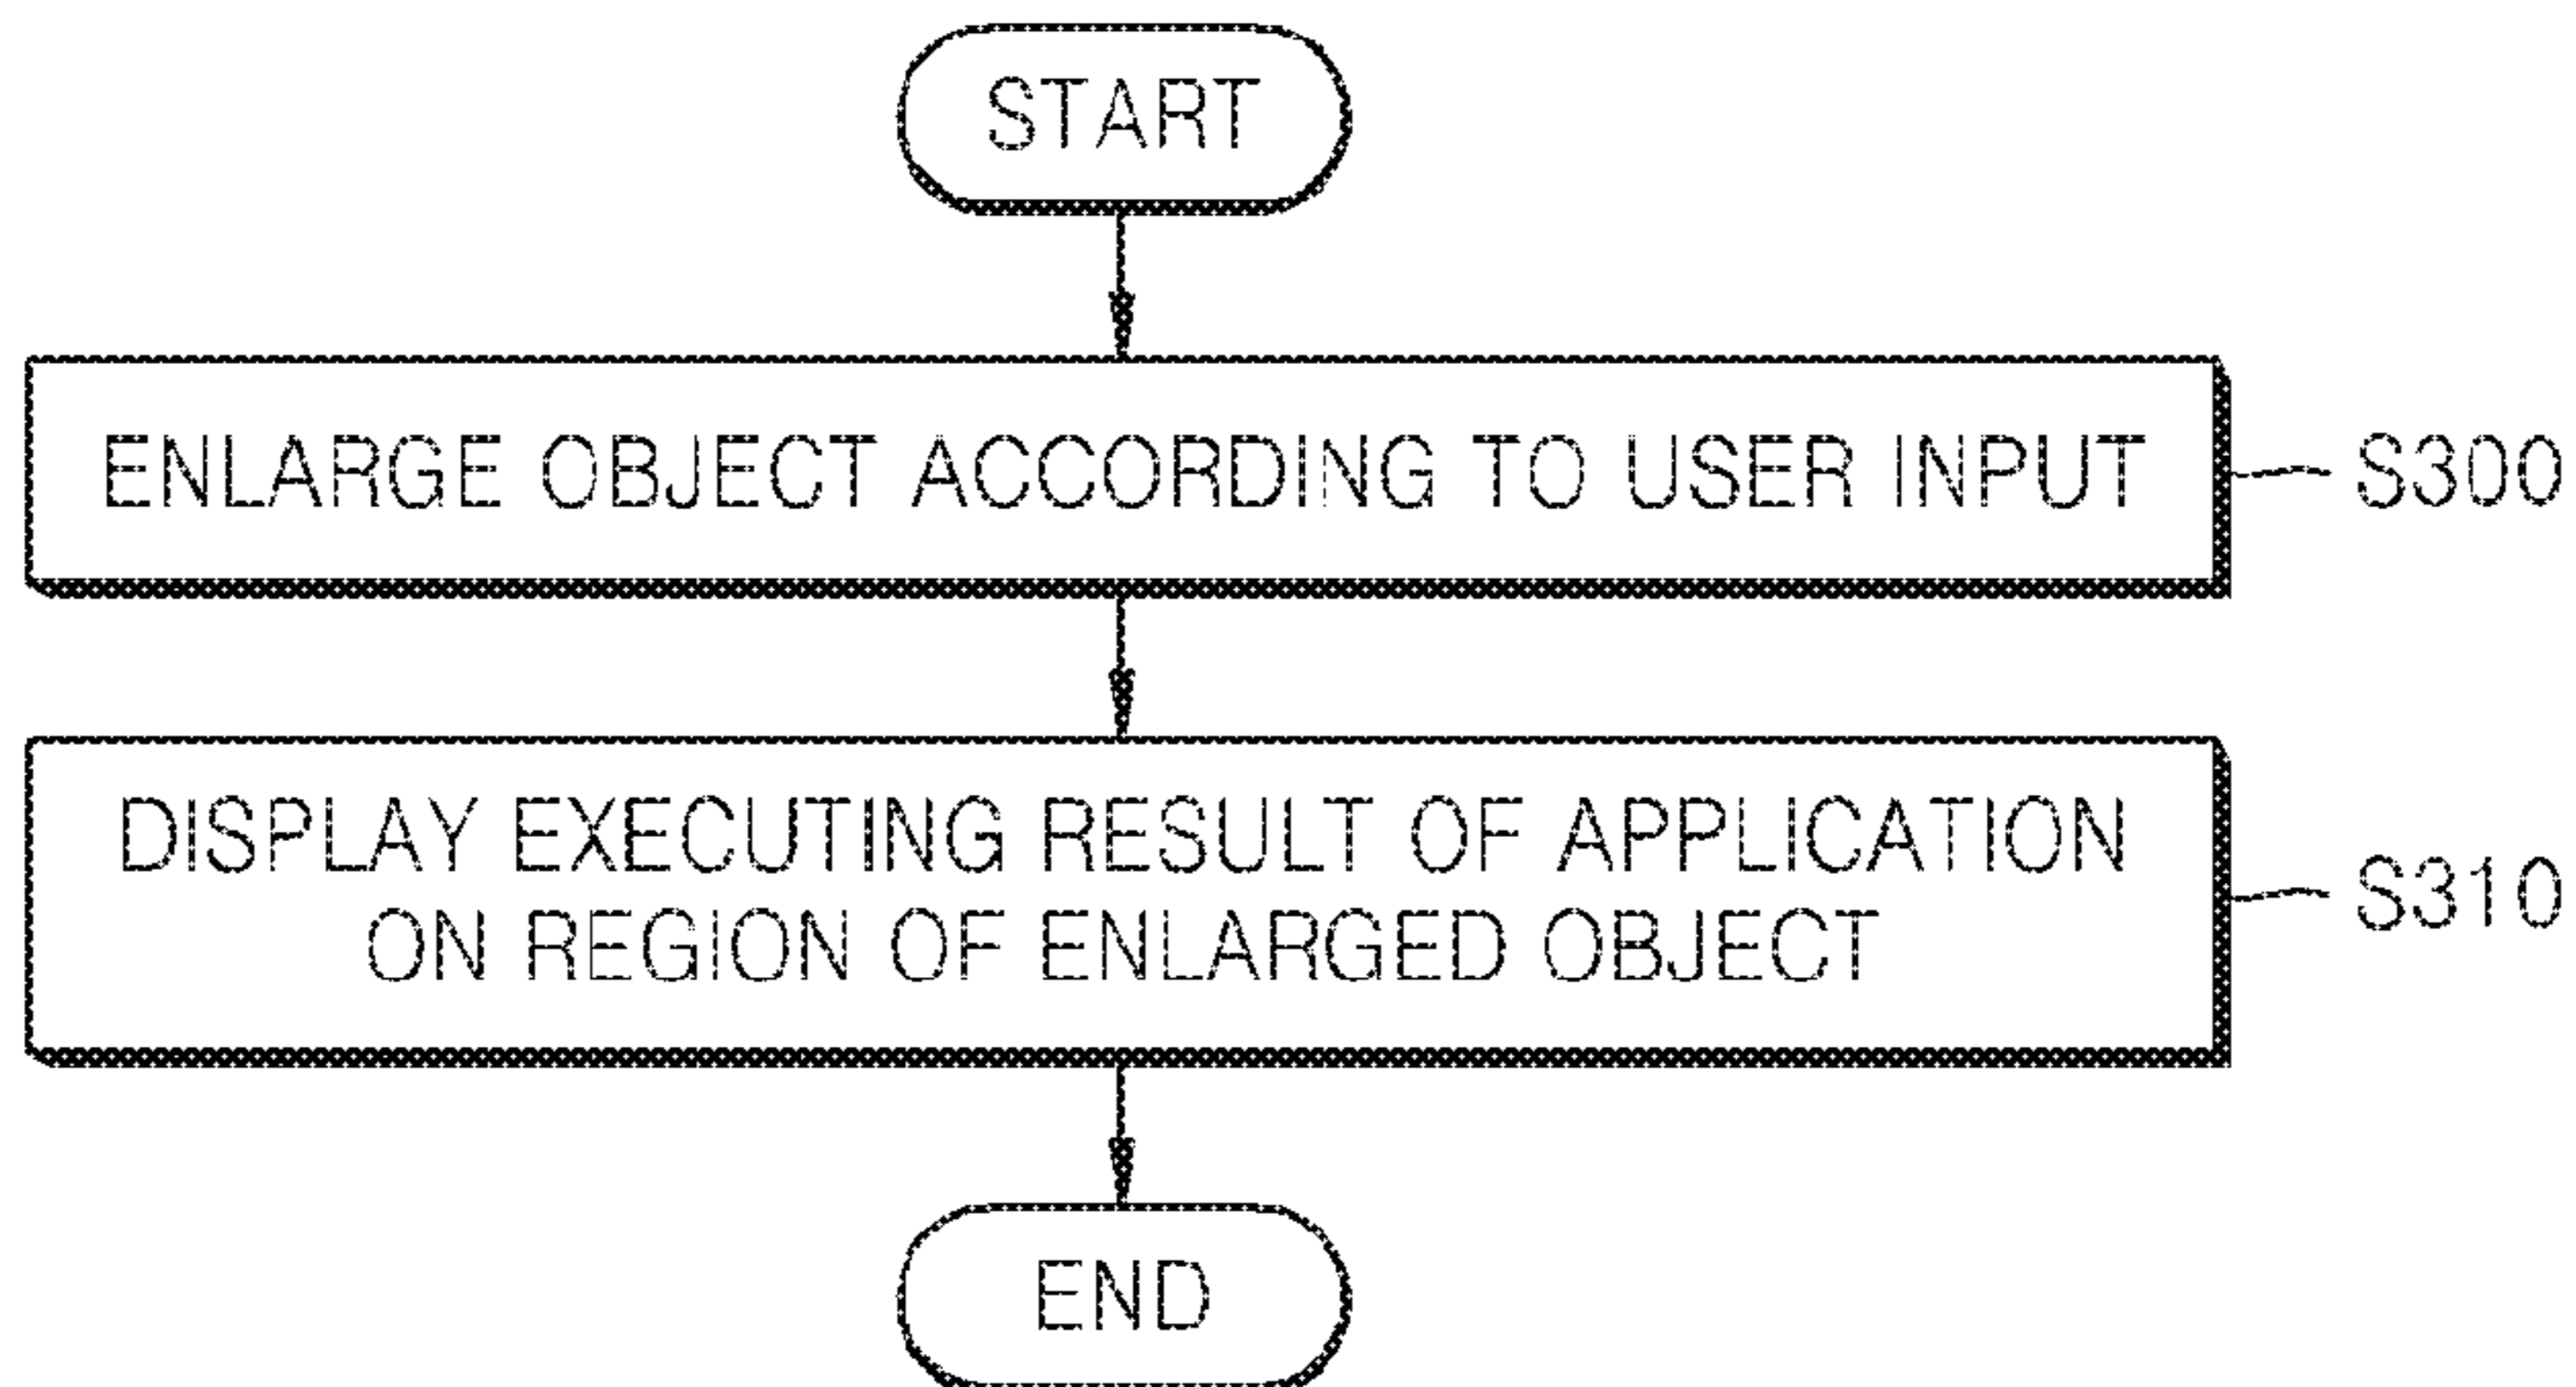 START
ENLARGE OBJECT ACCORDING TO USER INPUT
S300
DISPLAY EXECUTING RESULT OF APPLICATION
ON REGION OF ENLARGED OBJECT
S310
END